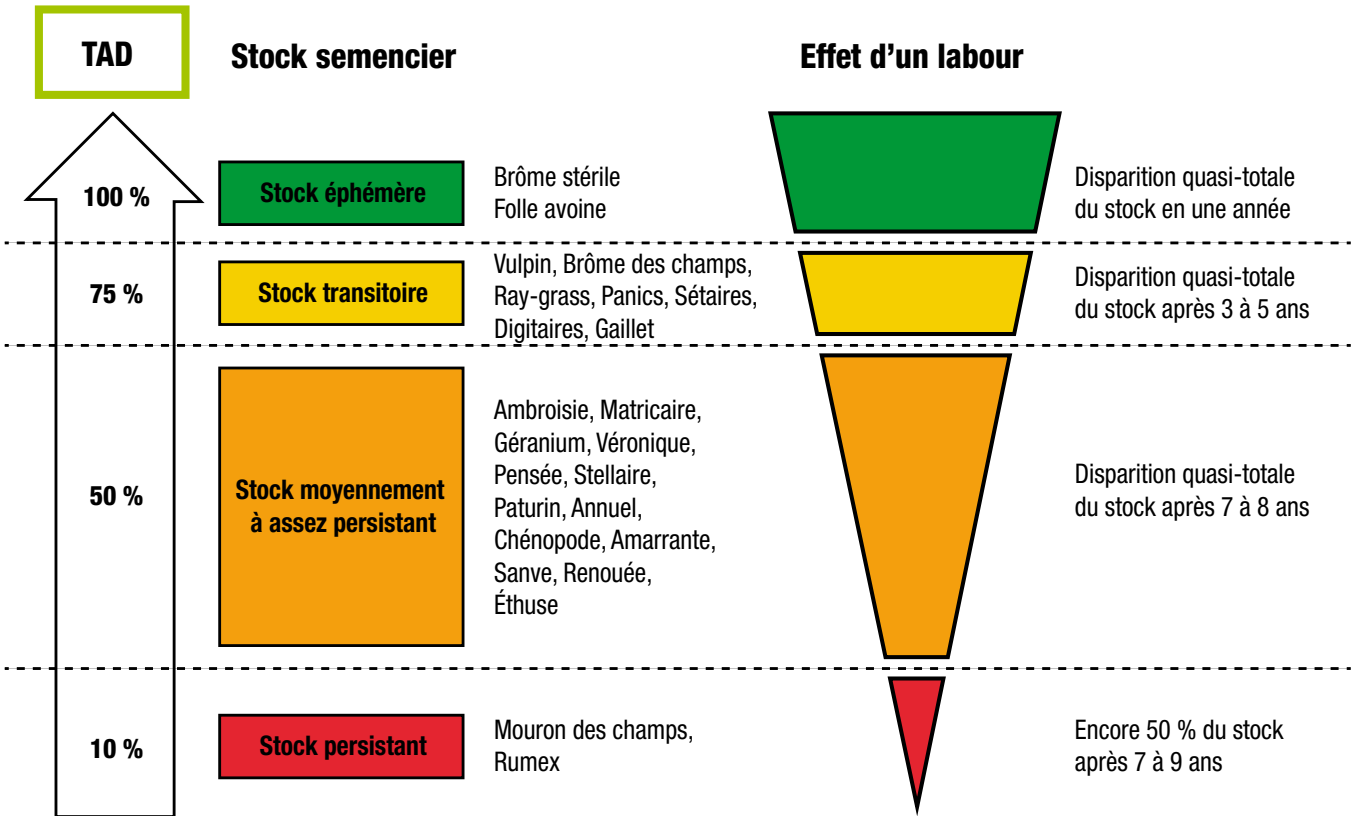 TAD
Stock semencier
Effet d’un labour
100 %
Stock éphémère
Brôme stérile
Folle avoine
Disparition quasi-totale
du stock en une année
75 %
Stock transitoire
Vulpin, Brôme des champs,
Ray-grass, Panics, Sétaires,
Digitaires, Gaillet
Disparition quasi-totale
du stock après 3 à 5 ans
50 %
Stock moyennement
à assez persistant
Ambroisie, Matricaire,
Géranium, Véronique,
Pensée, Stellaire,
Paturin, Annuel,
Chénopode, Amarrante,
Sanve, Renouée,
Éthuse
Disparition quasi-totale
du stock après 7 à 8 ans
10 %
Stock persistant
Mouron des champs,
Rumex
Encore 50 % du stock
après 7 à 9 ans